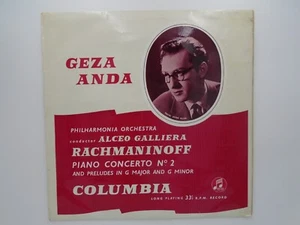 GEZA
ANDA
PHILHARMONIA ORCHESTRA
conductor ALCEO GALLIERA
RACHMANINOFF
PIANO CONCERTO Nº 2
AND PRELUDES IN G MAJOR AND G MINOR
COLUMBIA
LONG PLAYING 33⅓ R.P.M. RECORD